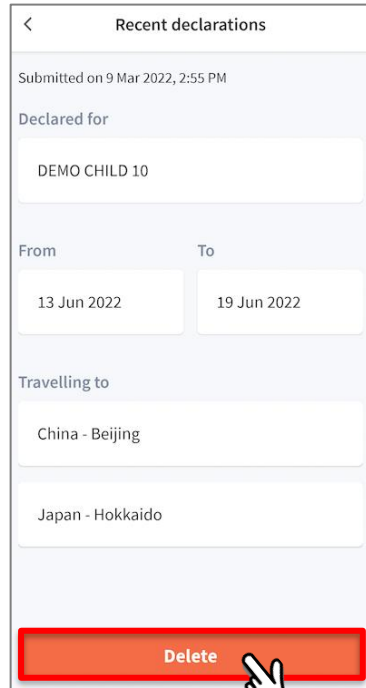 Recent declarations
Submitted on 9 Mar 2022, 2:55 PM
Declared for
DEMO CHILD 10
From To
13 Jun 2022 19 Jun 2022
Travelling to
China - Beijing
Japan - Hokkaido
Delete